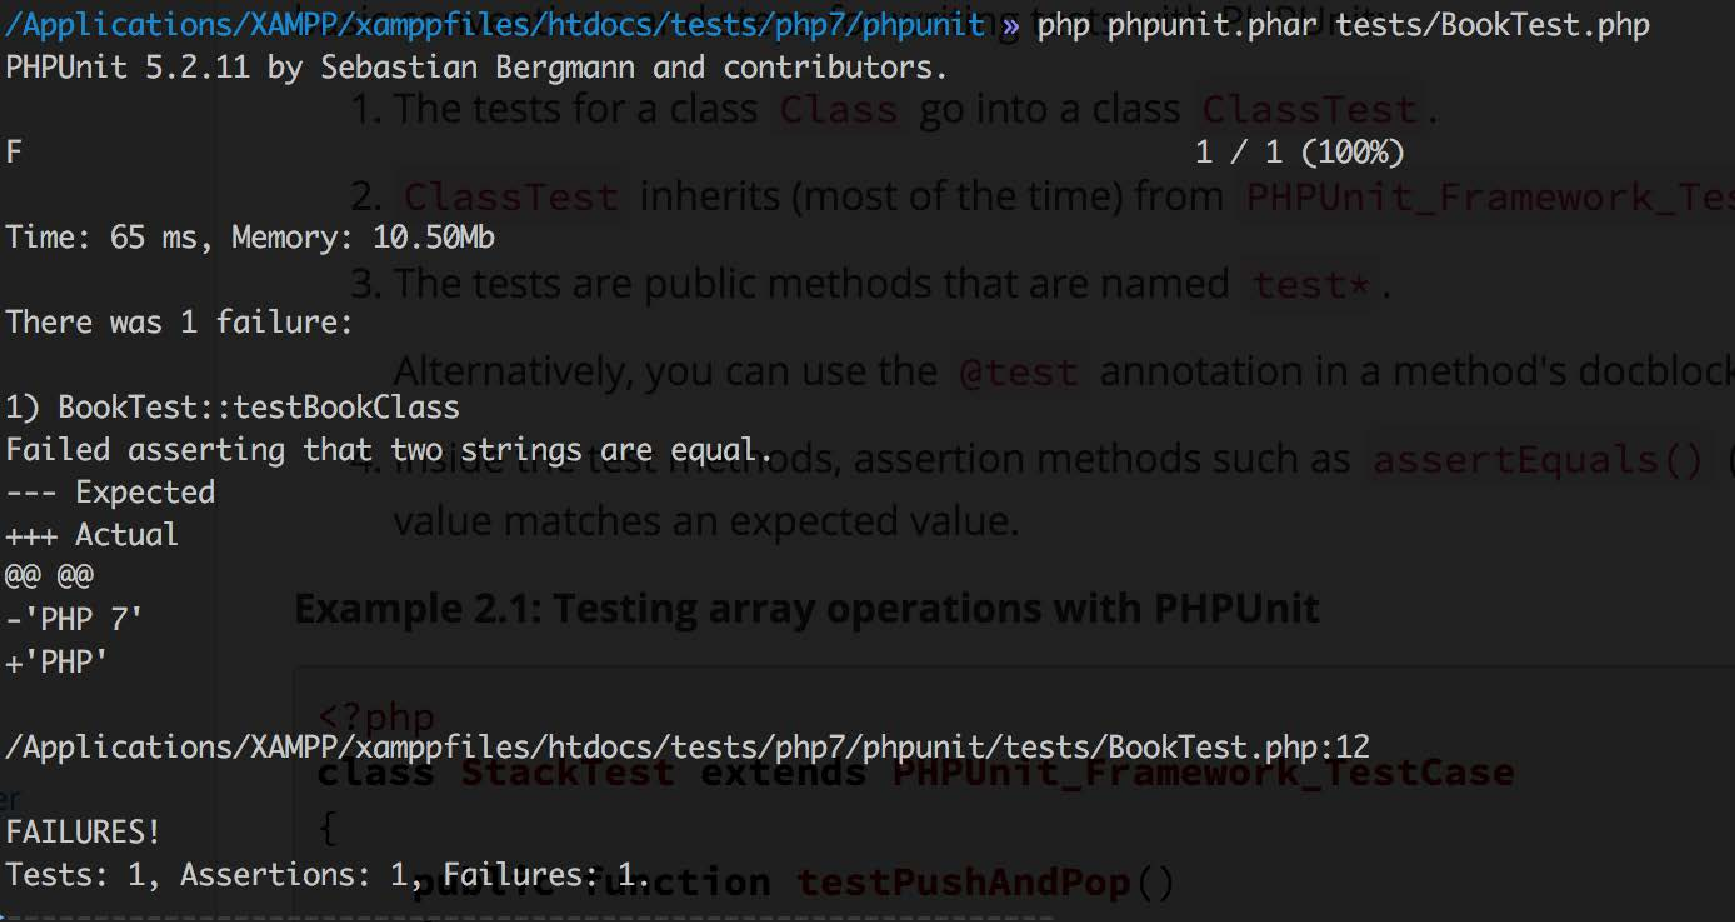 /Applications/XAMPP/xamppfiles/htdocs/tests/php7/phpunit » php phpunit.phar tests/BookTest.php
PHPUnit 5.2.11 by Sebastian Bergmann and contributors.
1. The tests for a class Class go into a class ClassTest.
F 1 / 1 (100%)
2. ClassTest inherits (most of the time) from PHPUnit_Framework_Tes
Time: 65 ms, Memory: 10.50Mb
3. The tests are public methods that are named test*.
There was 1 failure:
Alternatively, you can use the @test annotation in a method's docblock
1) BookTest::testBookClass
Failed asserting that two strings are equal.
4. Inside the test methods, assertion methods such as assertEquals() (
--- Expected
value matches an expected value.
+++ Actual
@@ @@
Example 2.1: Testing array operations with PHPUnit
-'PHP 7'
+'PHP'
<?php
/Applications/XAMPP/xamppfiles/htdocs/tests/php7/phpunit/tests/BookTest.php:12
class StackTest extends PHPUnit_Framework_TestCase
er
FAILURES!
{
Tests: 1, Assertions: 1, Failures: 1.
public function testPushAndPop()